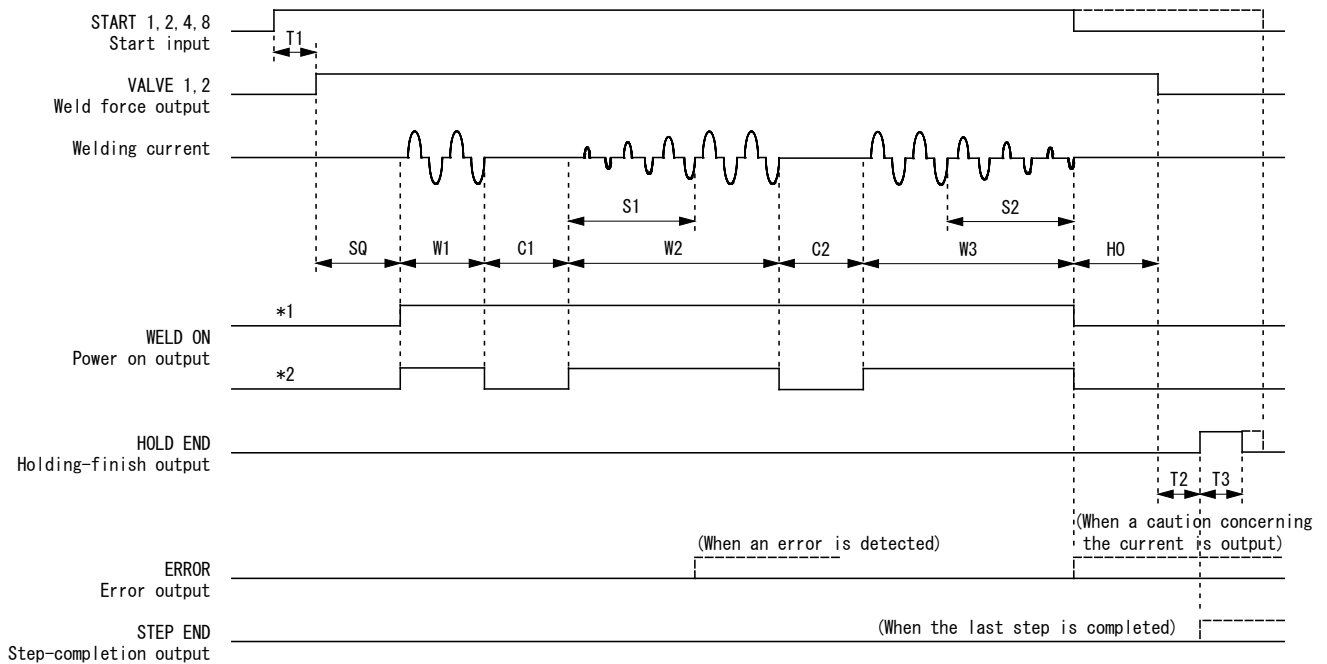 START 1,2,4,8
Start input
T1
VALVE 1,2
Weld force output
Welding current
S1
S2
SQ
W1
C1
W2
C2
W3
HO
*1
WELD ON
Power on output
*2
HOLD END
Holding-finish output
T2
T3
(When a caution concerning
the current is output)
(When an error is detected)
ERROR
Error output
(When the last step is completed)
STEP END
Step-completion output